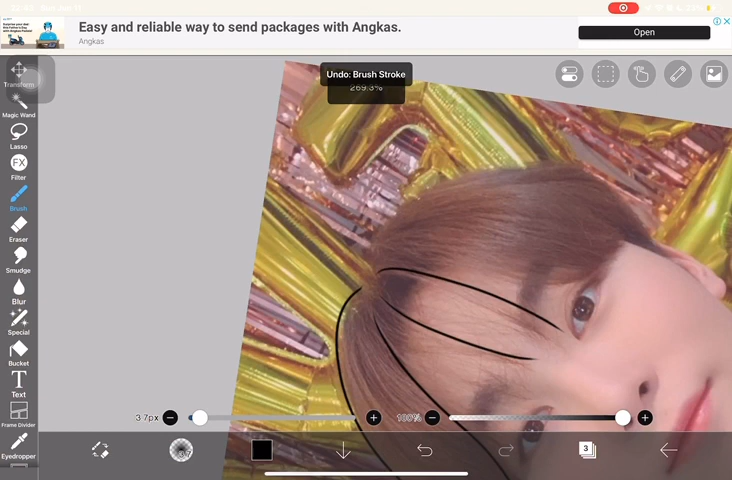 Easy and reliable way to send packages with Angkas.
Angkas
Open
Undo: Brush Stroke
269.3%
Transform
Magic Wand
Lasso
FX
Filter
Brush
Eraser
Smudge
Blur
Special
Bucket
T
Text
Frame Divider
Eyedropper
3.7px
100%
3